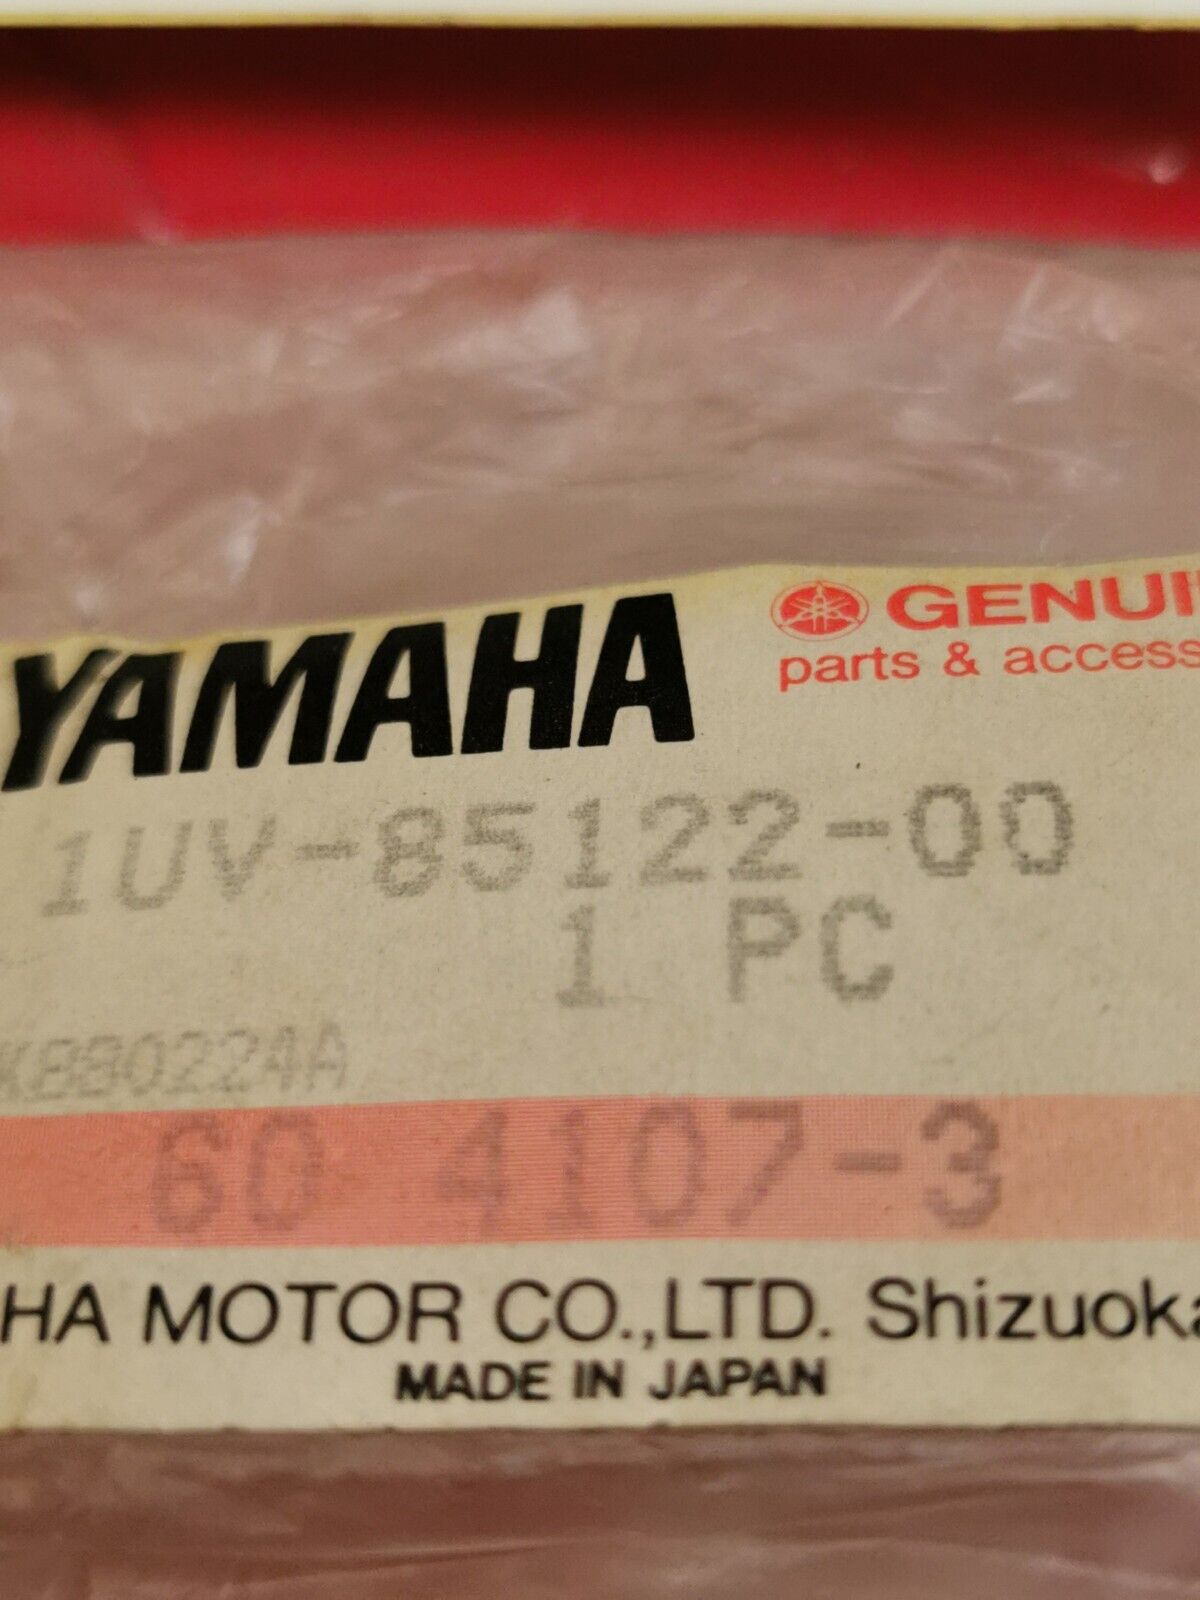 YAMAHA
GENUI
parts & access
1UV-85122-00
1 PC
KBB0224A
60 4107-3
HA MOTOR CO.,LTD. Shizuoka
MADE IN JAPAN